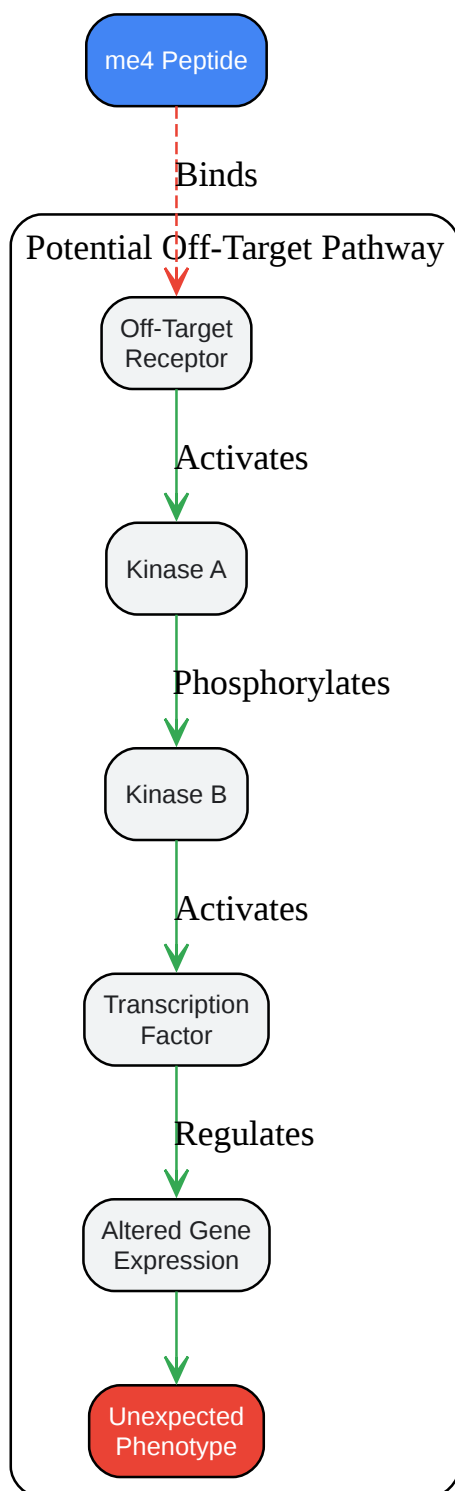 me4 Peptide
Binds
Potential Off-Target Pathway
Off-Target
Receptor
Activates
Kinase A
Phosphorylates
Kinase B
Activates
Transcription
Factor
Regulates
Altered Gene
Expression
Unexpected
Phenotype